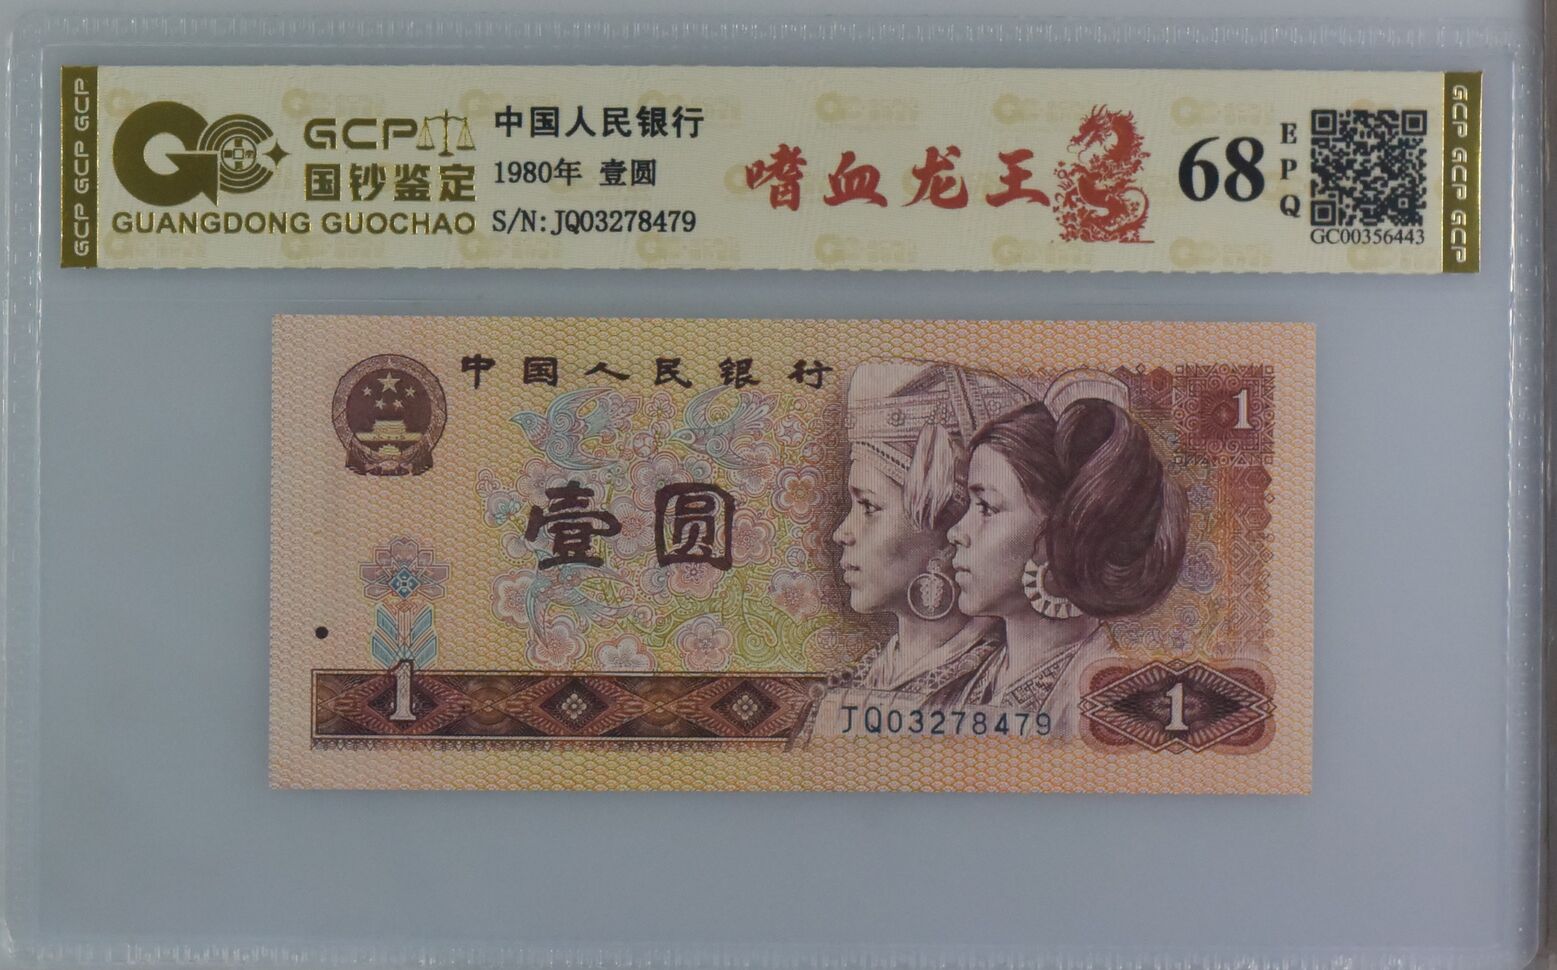 GCP GCP GCP
GCP
国钞鉴定
GUANGDONG GUOCHAO
中国人民银行
1980年 壹圆
S/N: JQ03278479
嗜血龙王
68
EPQ
GC00356443
GCP GCP GCP
中国人民银行
1
壹圆
1
JQ03278479
1